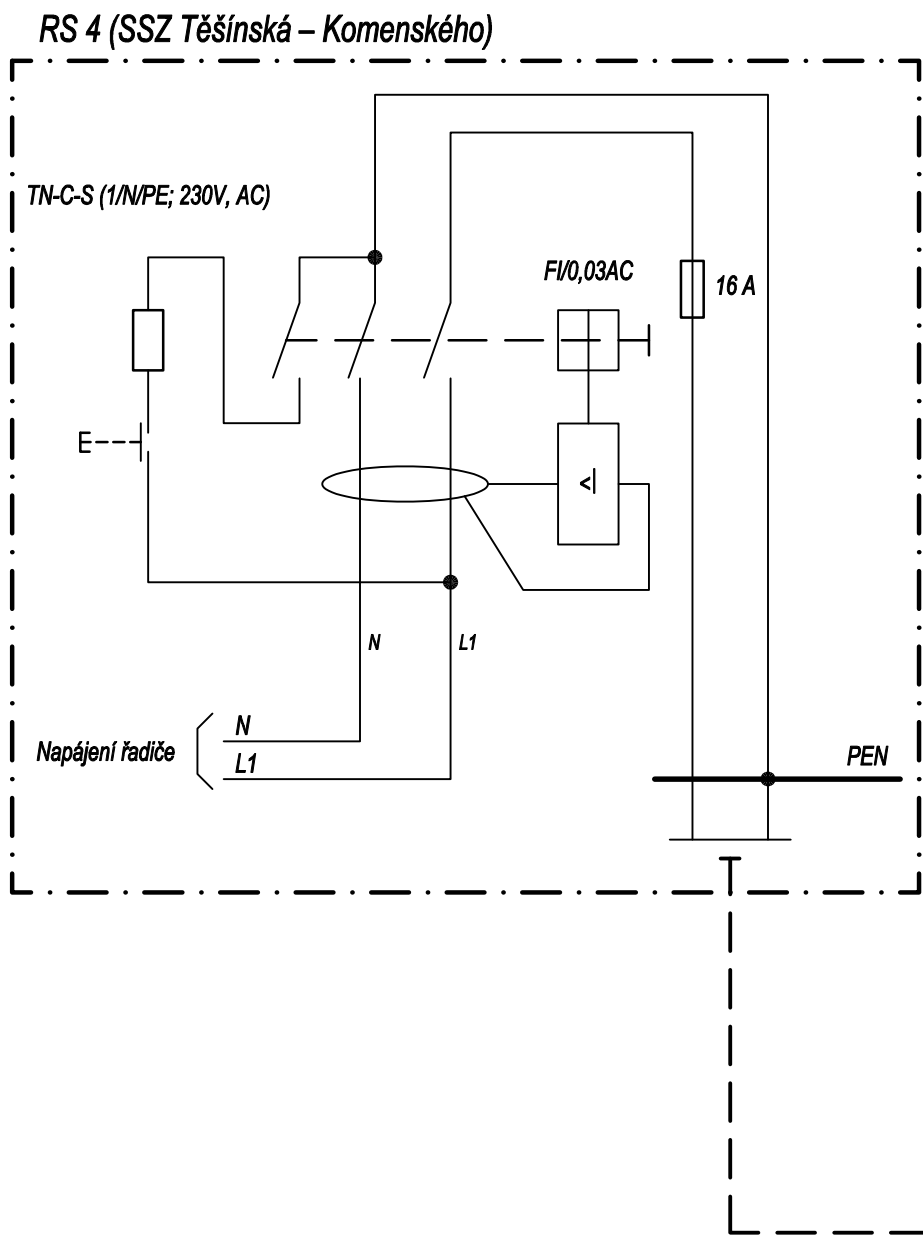 RS 4 (SSZ Těšínská – Komenského)
TN-C-S (1/N/PE; 230V, AC)
FI/0,03AC
16 A
N
L1
Napájení řadiče
N
L1
PEN